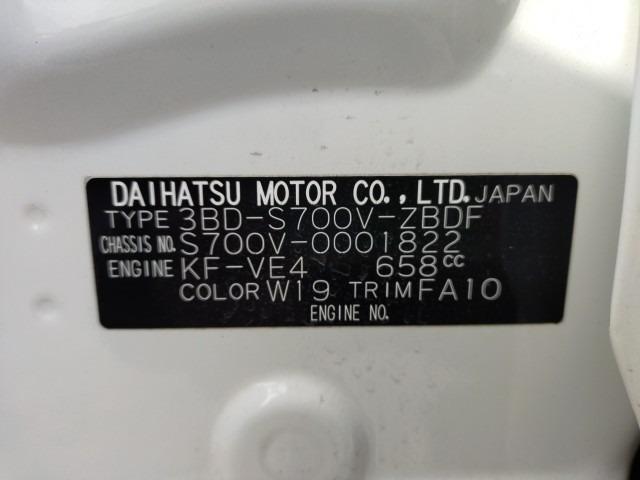 DAIHATSU MOTOR CO., LTD. JAPAN
TYPE 3BD-S700V-ZBDF
CHASSIS NO. S700V-0001822
ENGINE KF-VE4 658cc
COLOR W19 TRIM FA10
ENGINE NO.